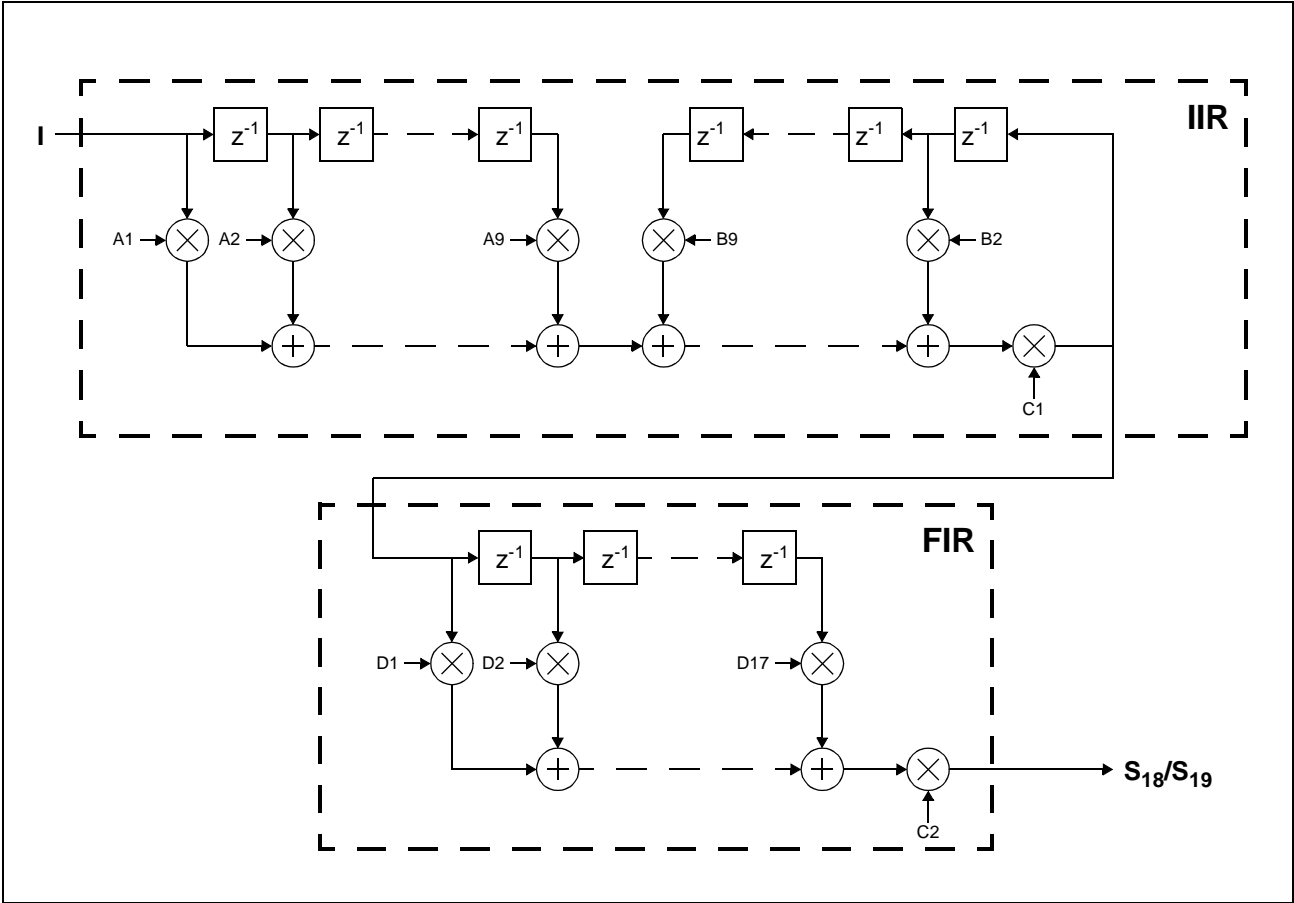 IIR
I
z-1 z-1 z-1 z-1 z-1 z-1
A1 A2 A9 B9 B2
C1
FIR
z-1 z-1 z-1
D1 D2 D17
S18/S19
C2